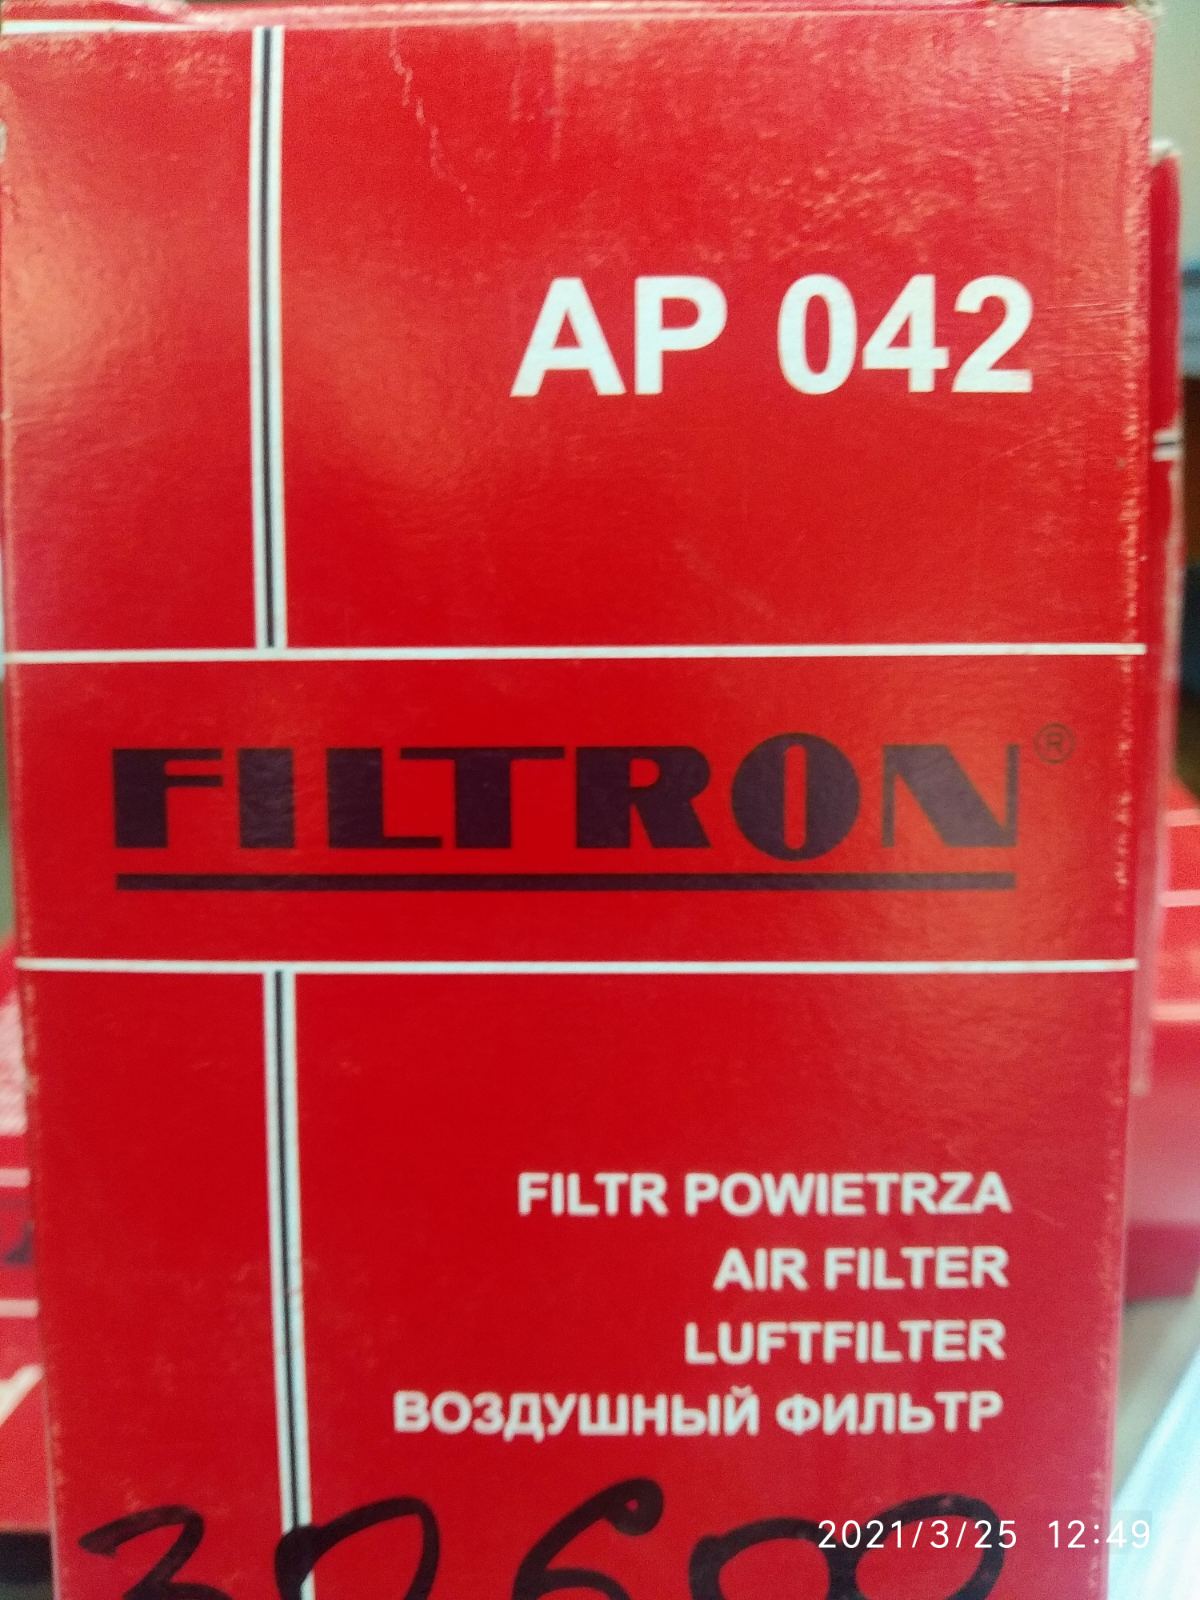 AP 042
FILTRON®
FILTR POWIETRZA
AIR FILTER
LUFTFILTER
ВОЗДУШНЫЙ ФИЛЬТР
2021/3/25 12:49